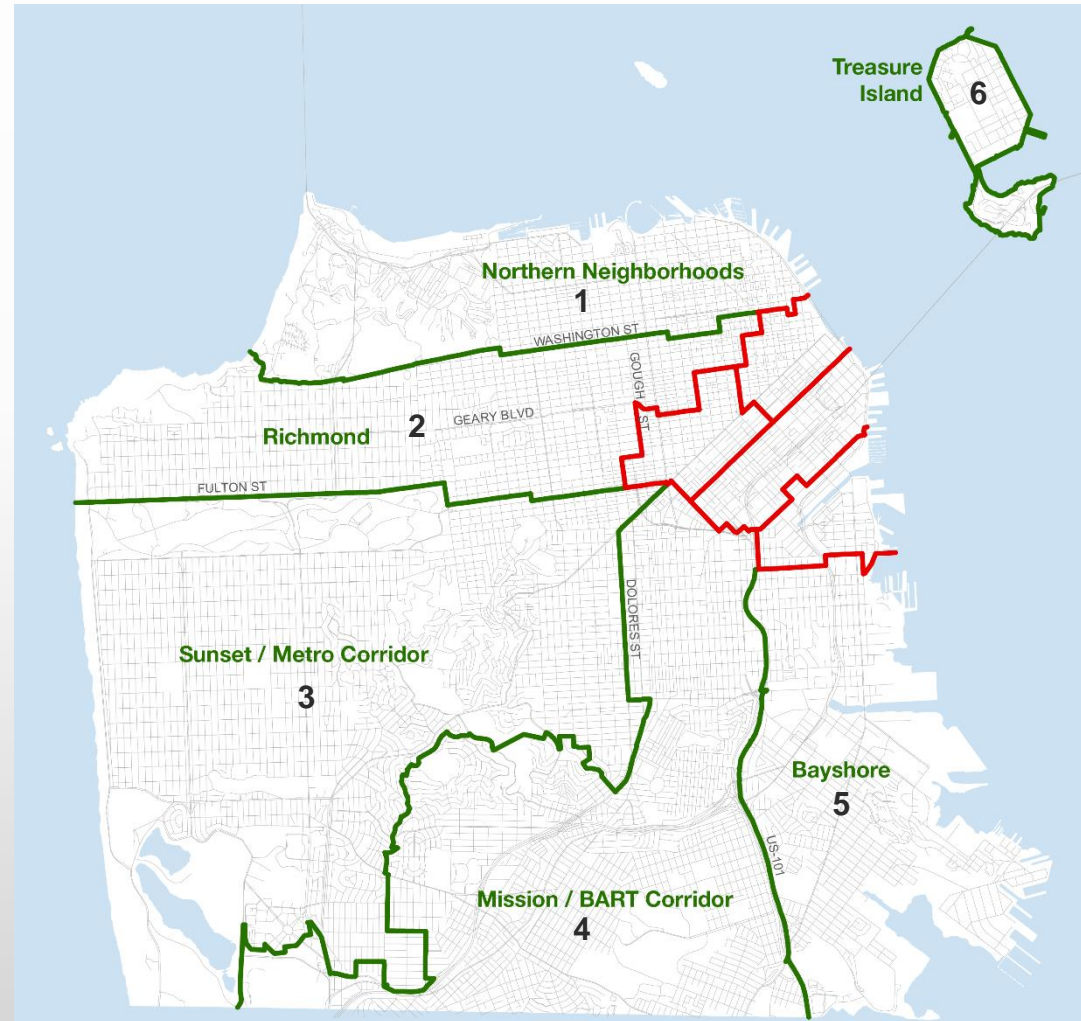 Treasure
Island
6
Northern Neighborhoods
1
WASHINGTON ST
GOUGH ST
GEARY BLVD
2
Richmond
FULTON ST
DOLORES ST
Sunset / Metro Corridor
3
Bayshore
5
US-101
Mission / BART Corridor
4